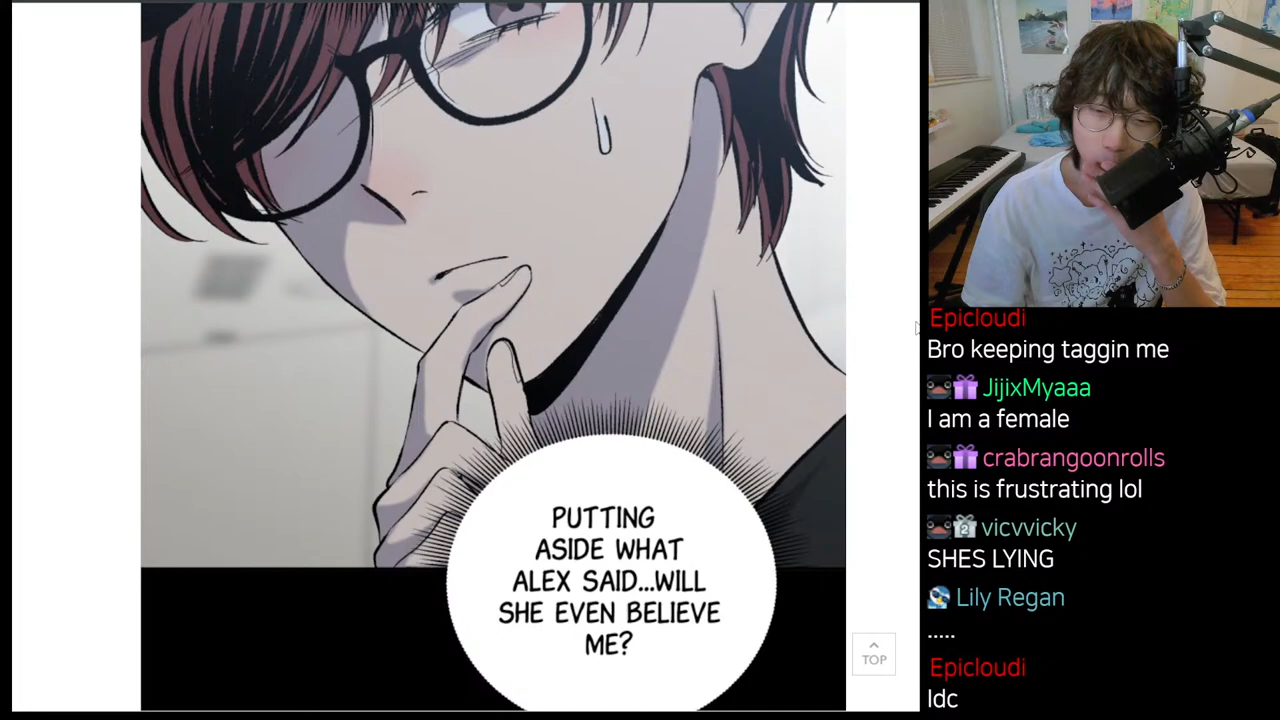 PUTTING
ASIDE WHAT
ALEX SAID...WILL
SHE EVEN BELIEVE
ME?
TOP
Epicloudi
Bro keeping taggin me
JijixMyaaa
I am a female
crabrangoonrolls
this is frustrating lol
2 vicvvicky
SHES LYING
Lily Regan
.....
Epicloudi
Idc